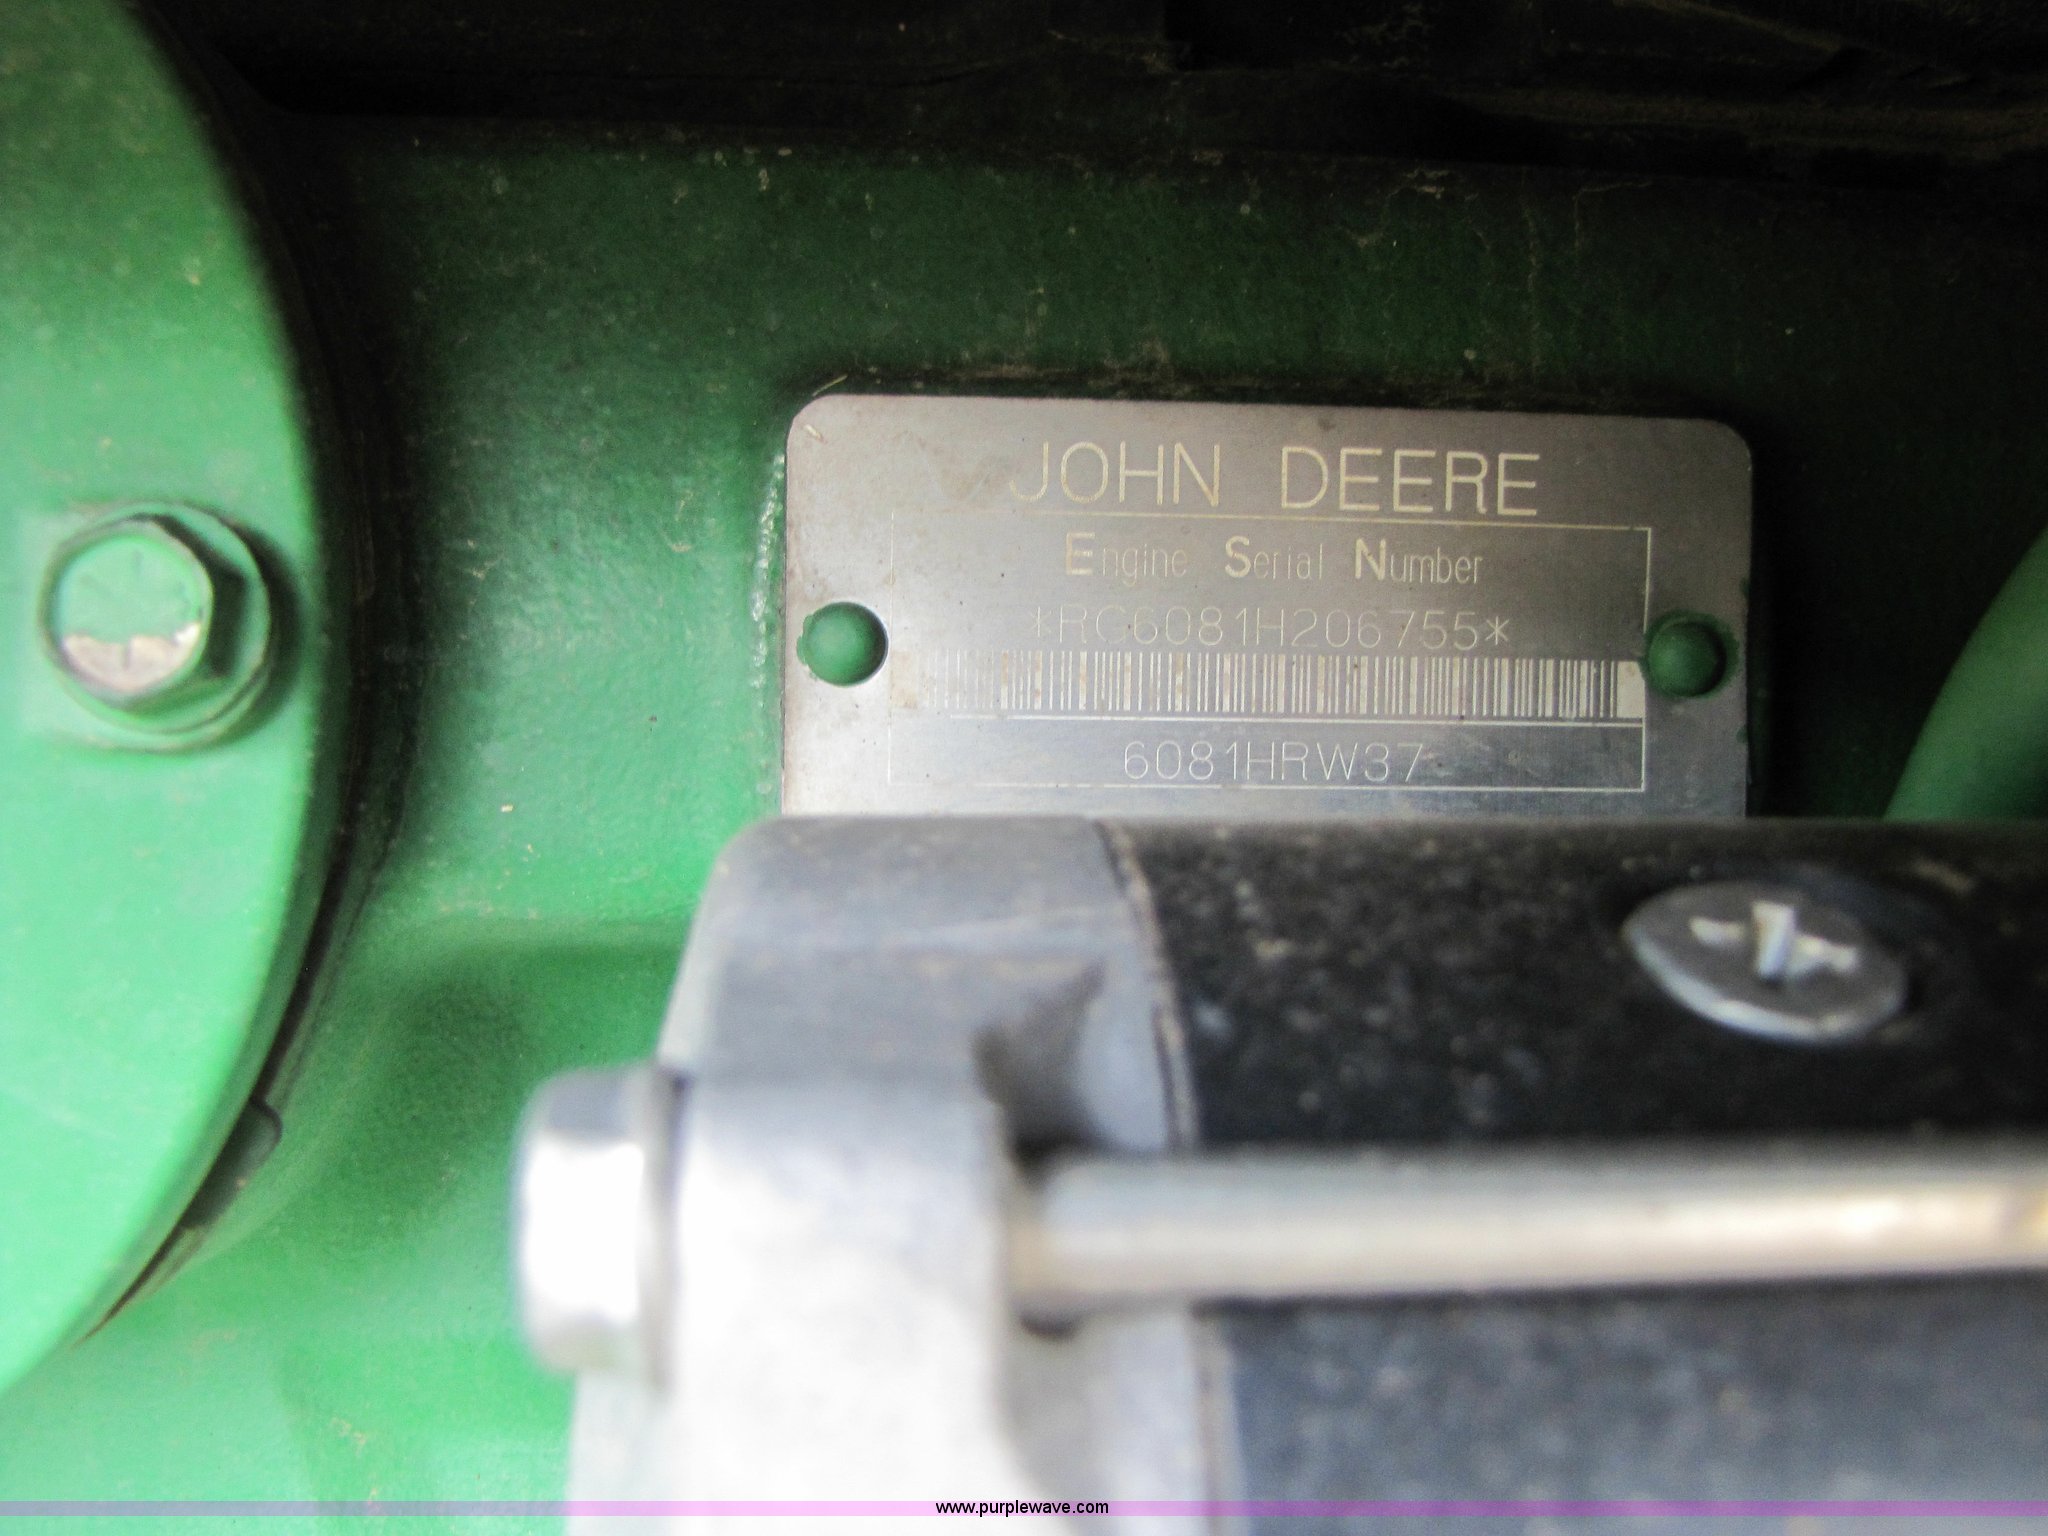 JOHN DEERE
Engine Serial Number
*RG6081H206755*
6081HRW37
www.purplewave.com